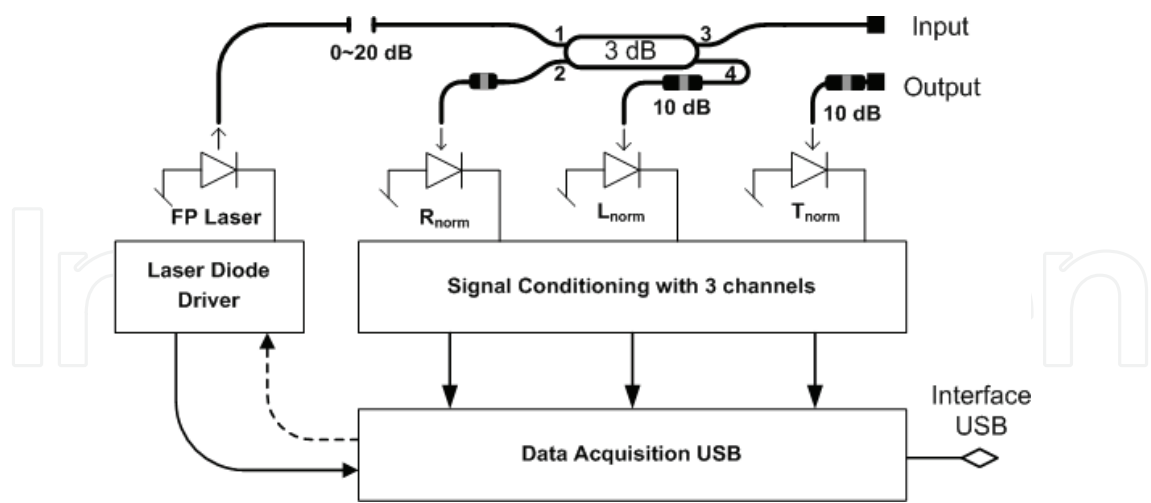 1
3
Input
0~20 dB
3 dB
2
4
10 dB
10 dB
Output
FP Laser
Rnorm
Lnorm
Tnorm
Laser Diode
Driver
Signal Conditioning with 3 channels
Interface
USB
Data Acquisition USB